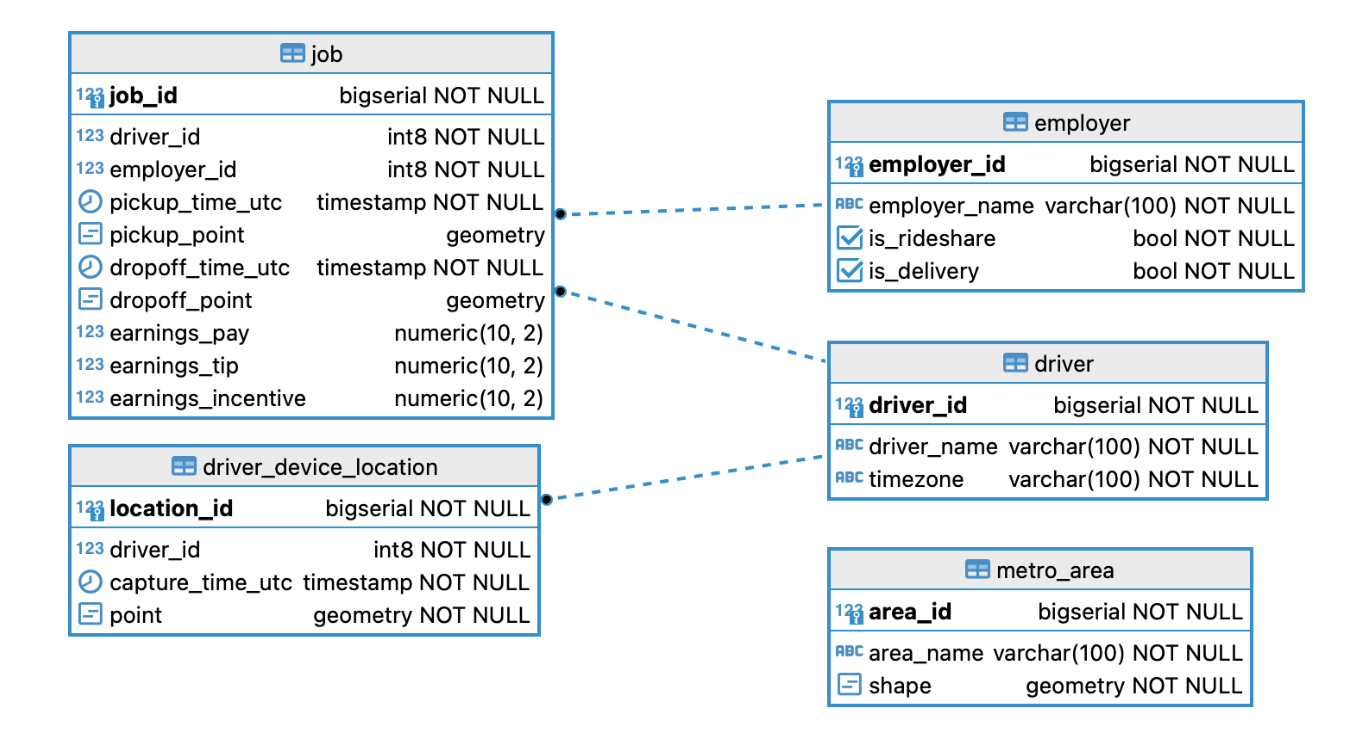 job
123 job_id bigserial NOT NULL
123 driver_id int8 NOT NULL
123 employer_id int8 NOT NULL
pickup_time_utc timestamp NOT NULL
pickup_point geometry
dropoff_time_utc timestamp NOT NULL
dropoff_point geometry
123 earnings_pay numeric(10, 2)
123 earnings_tip numeric(10, 2)
123 earnings_incentive numeric(10, 2)
employer
123 employer_id bigserial NOT NULL
ABC employer_name varchar(100) NOT NULL
is_rideshare bool NOT NULL
is_delivery bool NOT NULL
driver
123 driver_id bigserial NOT NULL
ABC driver_name varchar(100) NOT NULL
ABC timezone varchar(100) NOT NULL
driver_device_location
123 location_id bigserial NOT NULL
123 driver_id int8 NOT NULL
capture_time_utc timestamp NOT NULL
point geometry NOT NULL
metro_area
123 area_id bigserial NOT NULL
ABC area_name varchar(100) NOT NULL
shape geometry NOT NULL